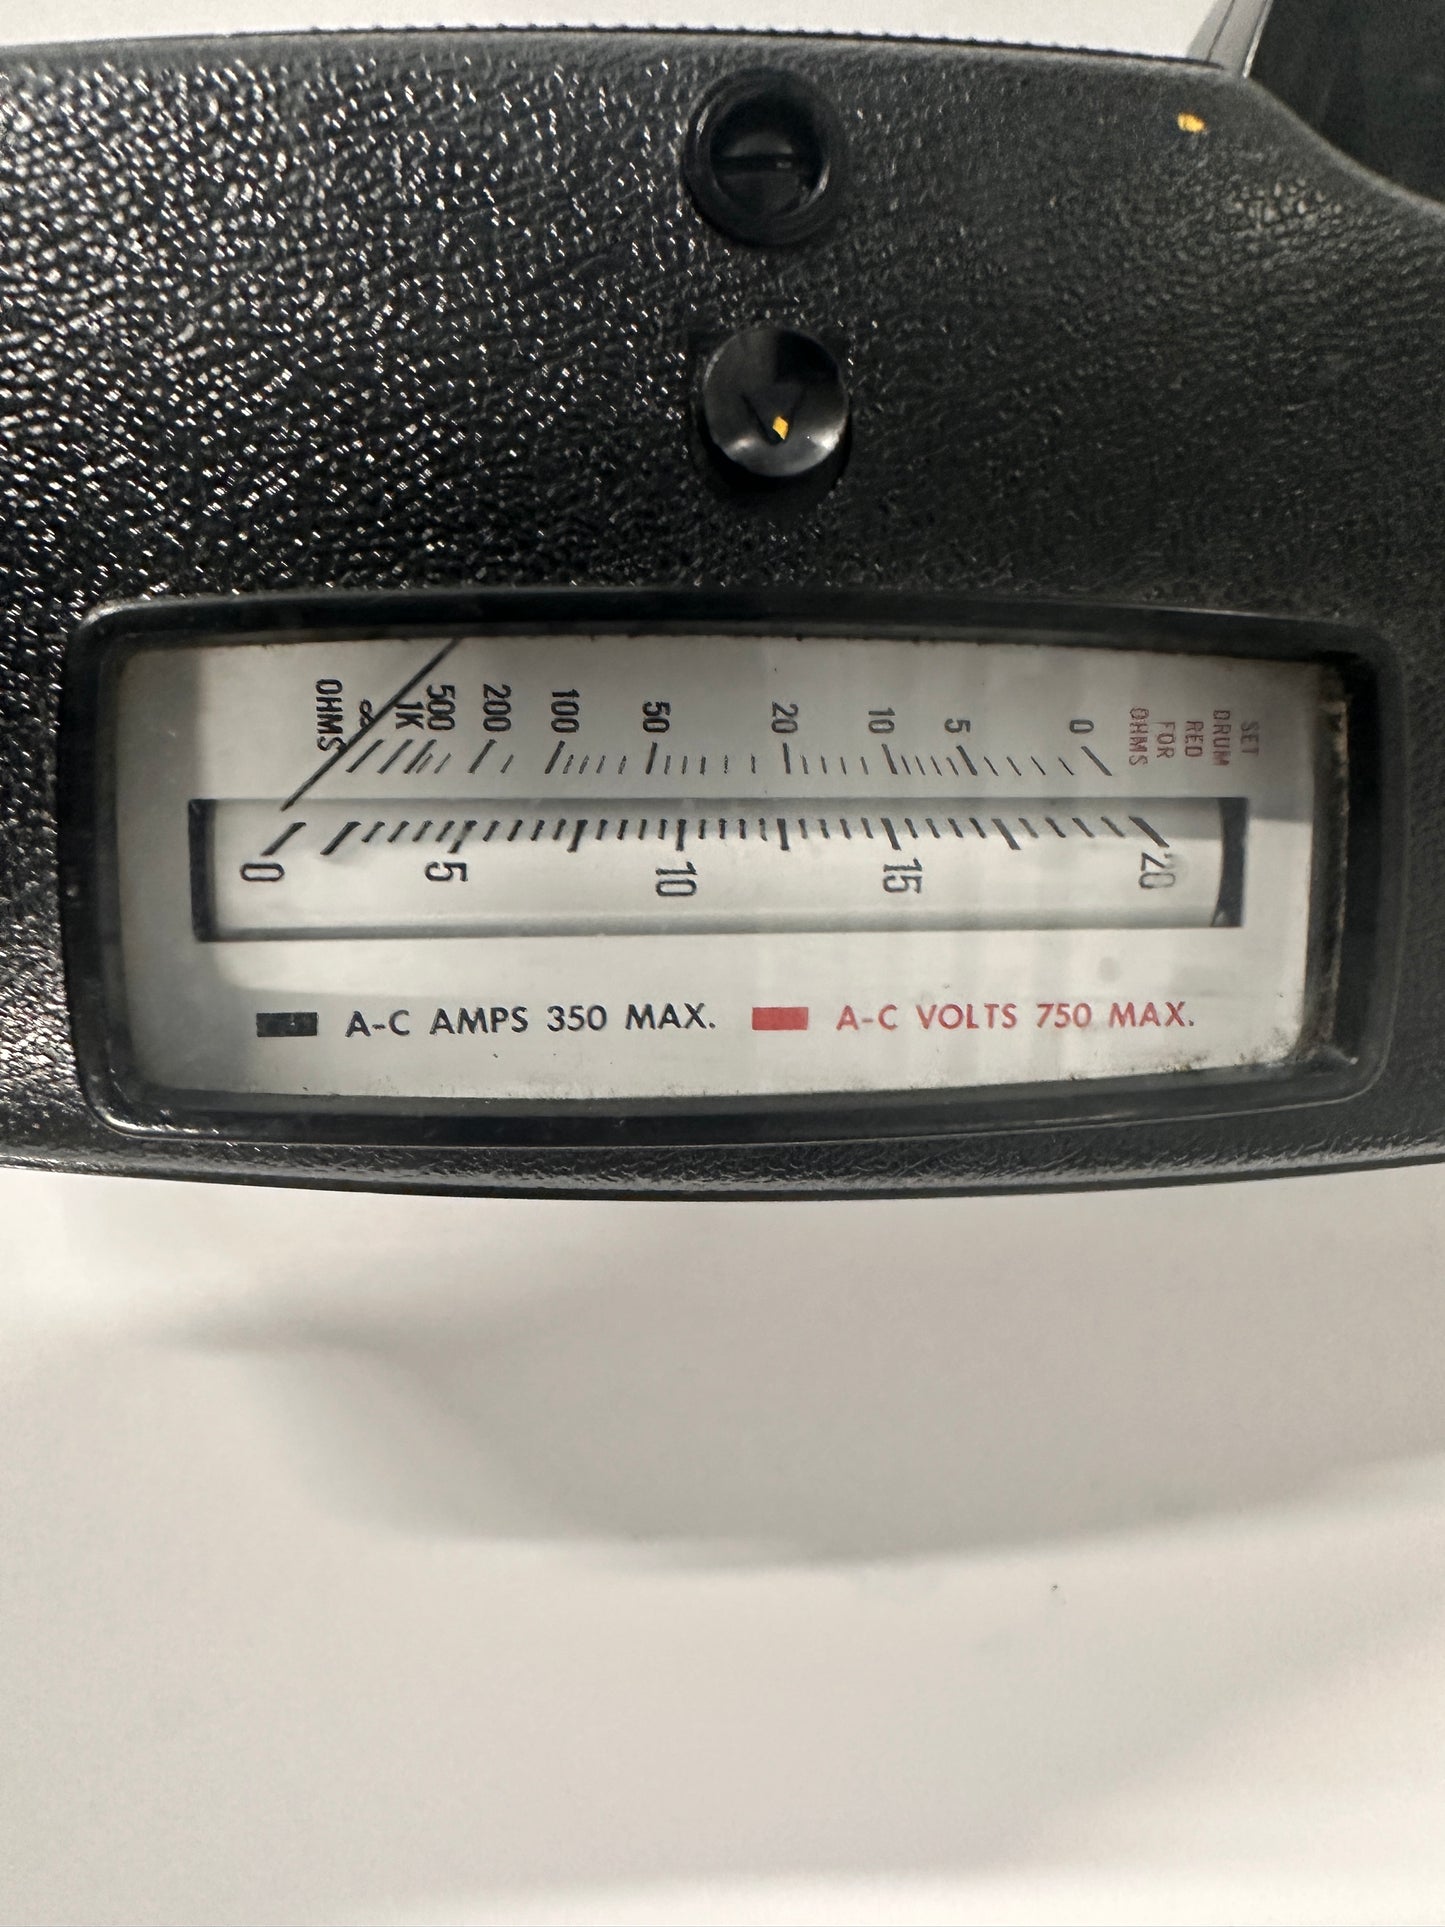 OHMS ∞ 1K 500 200 100 50 20 10 5 0
SET
DRUM
RED
FOR
OHMS
0 5 10 15 20
A-C AMPS 350 MAX. A-C VOLTS 750 MAX.